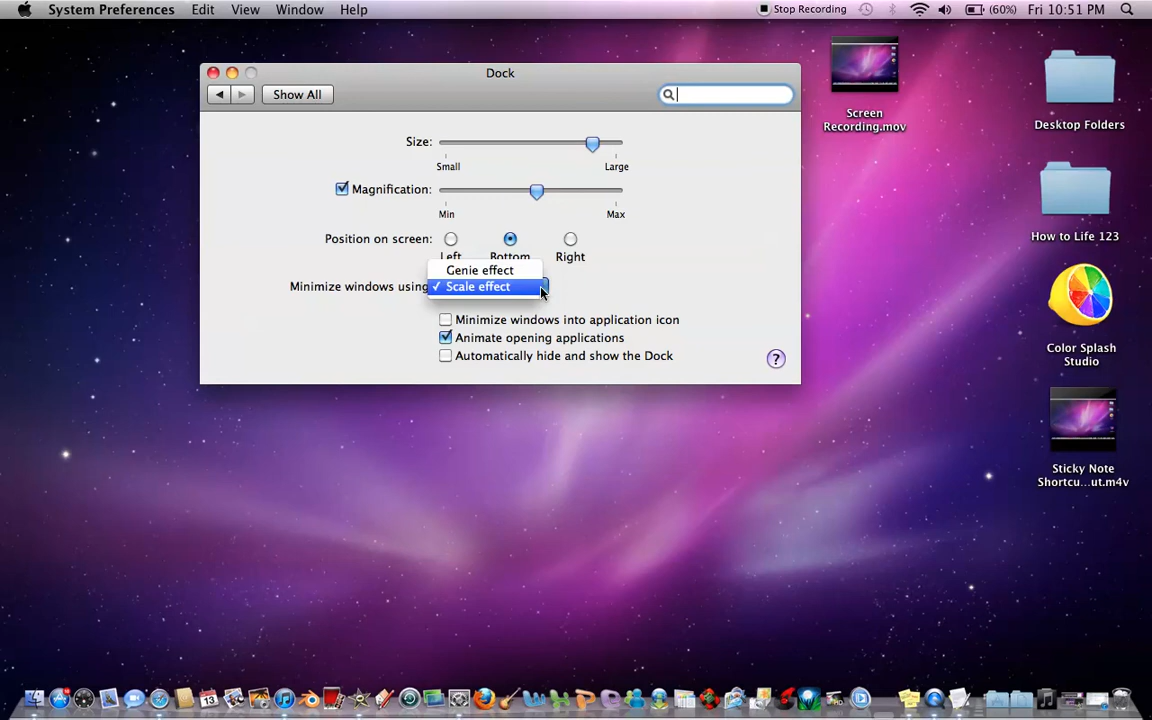 System Preferences Edit View Window Help Stop Recording (60%) Fri 10:51 PM
Dock
Show All
Size:
Small Large
Magnification:
Min Max
Position on screen:
Left Bottom Right
Genie effect
Minimize windows using ✓ Scale effect
Minimize windows into application icon
Animate opening applications
Automatically hide and show the Dock
?
Screen
Recording.mov
Desktop Folders
How to Life 123
Color Splash
Studio
Sticky Note
Shortcu...ut.m4v
13